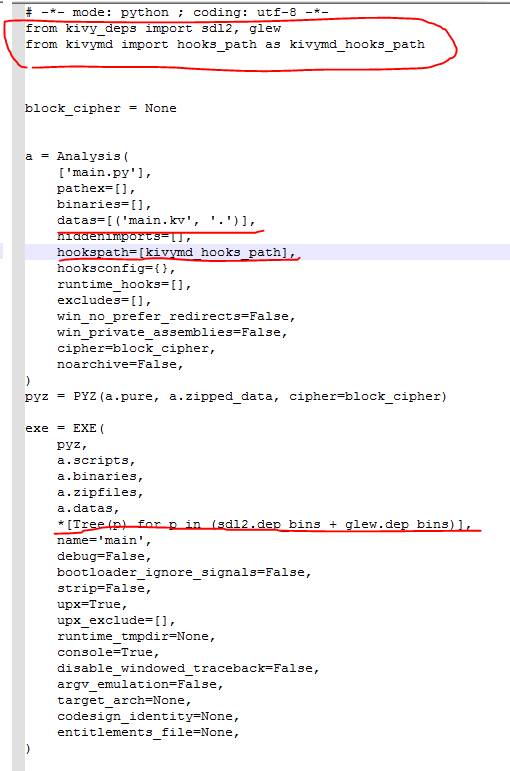 # -*- mode: python ; coding: utf-8 -*-
from kivy_deps import sdl2, glew
from kivymd import hooks_path as kivymd_hooks_path
block_cipher = None
a = Analysis(
['main.py'],
pathex=[],
binaries=[],
datas=[('main.kv', '.')],
hiddenimports=[],
hookspath=[kivymd_hooks_path],
hooksconfig={},
runtime_hooks=[],
excludes=[],
win_no_prefer_redirects=False,
win_private_assemblies=False,
cipher=block_cipher,
noarchive=False,
)
pyz = PYZ(a.pure, a.zipped_data, cipher=block_cipher)
exe = EXE(
pyz,
a.scripts,
a.binaries,
a.zipfiles,
a.datas,
*[Tree(p) for p in (sdl2.dep_bins + glew.dep_bins)],
name='main',
debug=False,
bootloader_ignore_signals=False,
strip=False,
upx=True,
upx_exclude=[],
runtime_tmpdir=None,
console=True,
disable_windowed_traceback=False,
argv_emulation=False,
target_arch=None,
codesign_identity=None,
entitlements_file=None,
)